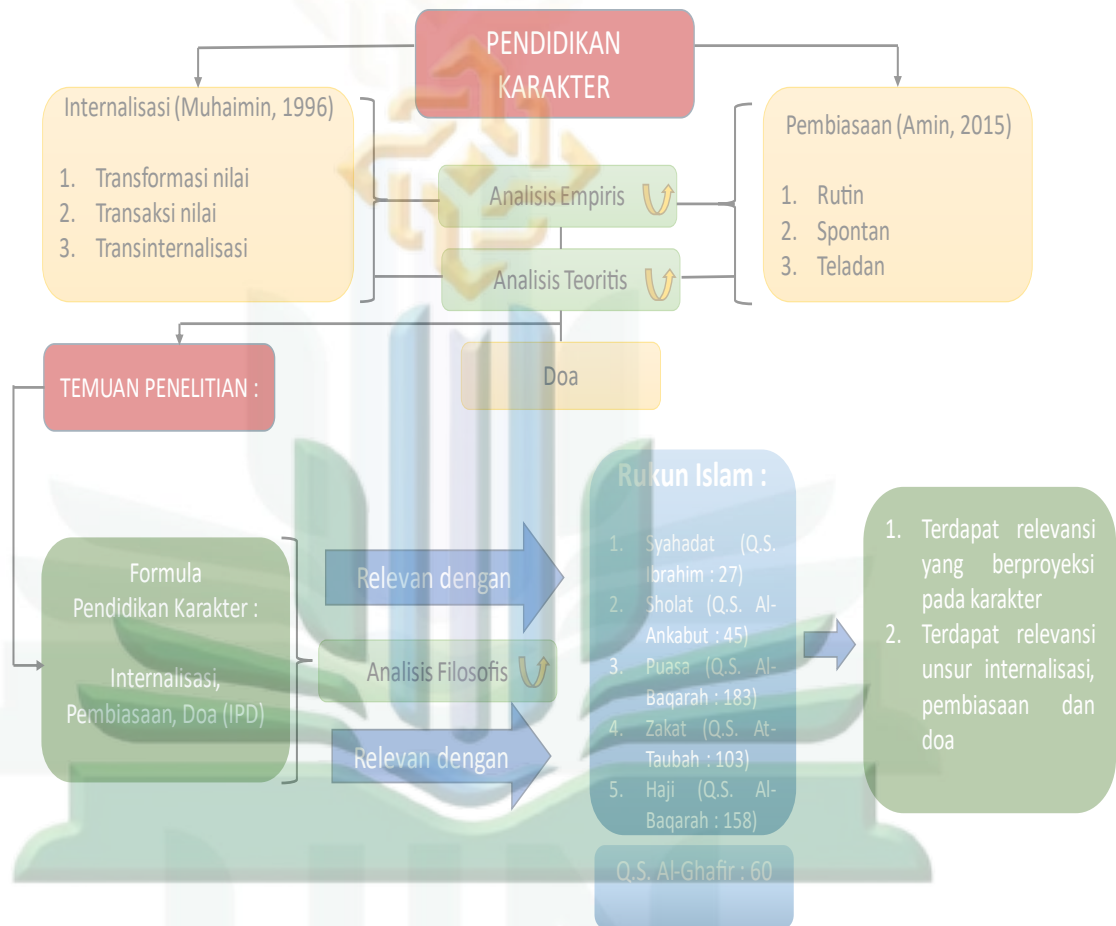 PENDIDIKAN
KARAKTER
Internalisasi (Muhaimin, 1996)
1. Transformasi nilai
2. Transaksi nilai
3. Transinternalisasi
Analisis Empiris
Analisis Teoritis
Pembiasaan (Amin, 2015)
1. Rutin
2. Spontan
3. Teladan
TEMUAN PENELITIAN :
Doa
Formula
Pendidikan Karakter :
Internalisasi,
Pembiasaan, Doa (IPD)
Relevan dengan
Analisis Filosofis
Relevan dengan
Rukun Islam :
1. Syahadat (Q.S.
Ibrahim : 27)
2. Sholat (Q.S. Al-
Ankabut : 45)
3. Puasa (Q.S. Al-
Baqarah : 183)
4. Zakat (Q.S. At-
Taubah : 103)
5. Haji (Q.S. Al-
Baqarah : 158)
Q.S. Al-Ghafir : 60
1. Terdapat relevansi
yang berproyeksi
pada karakter
2. Terdapat relevansi
unsur internalisasi,
pembiasaan dan
doa